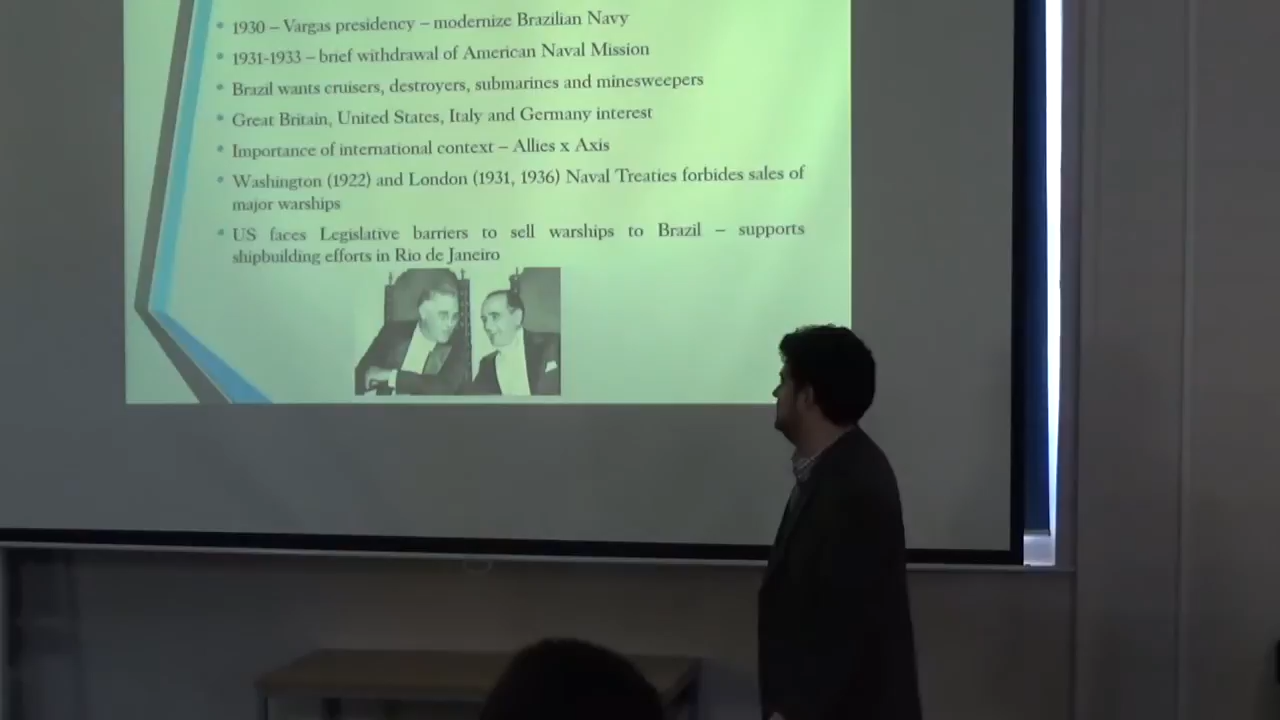 1930 – Vargas presidency – modernize Brazilian Navy
1931-1933 – brief withdrawal of American Naval Mission
Brazil wants cruisers, destroyers, submarines and minesweepers
Great Britain, United States, Italy and Germany interest
Importance of international context – Allies x Axis
Washington (1922) and London (1931, 1936) Naval Treaties forbides sales of
major warships
US faces Legislative barriers to sell warships to Brazil – supports
shipbuilding efforts in Rio de Janeiro